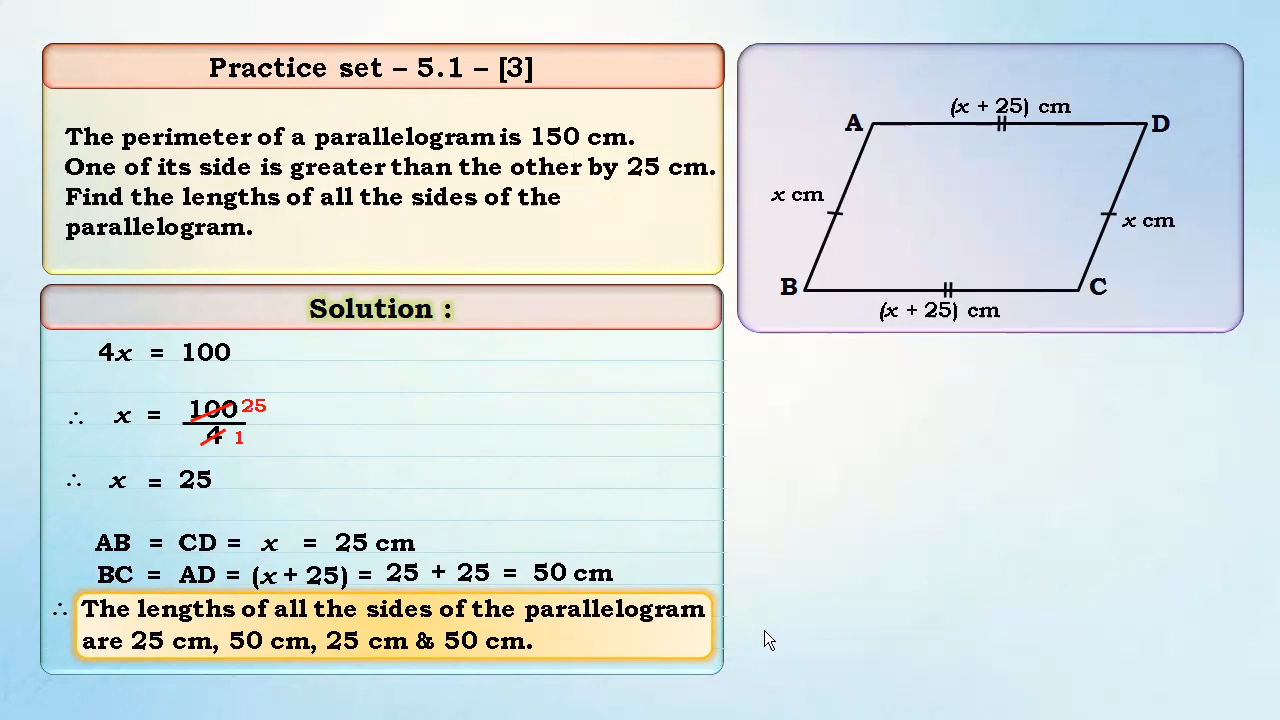 Practice set – 5.1 – [3]
The perimeter of a parallelogram is 150 cm.
One of its side is greater than the other by 25 cm.
Find the lengths of all the sides of the
parallelogram.
Solution :
4x = 100
∴ x = 100/4 25 1
∴ x = 25
AB = CD = x = 25 cm
BC = AD = (x + 25) = 25 + 25 = 50 cm
∴ The lengths of all the sides of the parallelogram
are 25 cm, 50 cm, 25 cm & 50 cm.
(x + 25) cm
A D
x cm
x cm
B C
(x + 25) cm